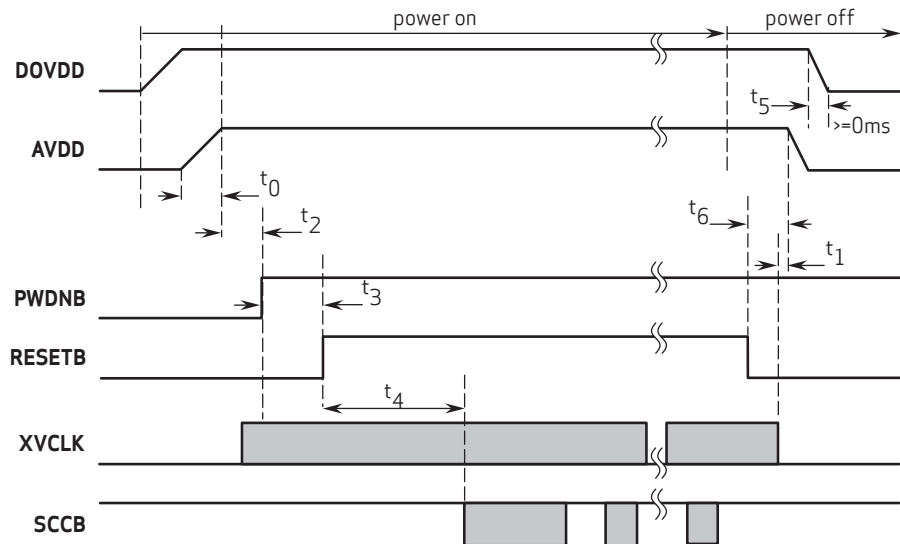 power on
power off
DOVDD
t5
>=0ms
AVDD
t0
t6
t2
t1
PWDNB
t3
RESETB
t4
XVCLK
SCCB